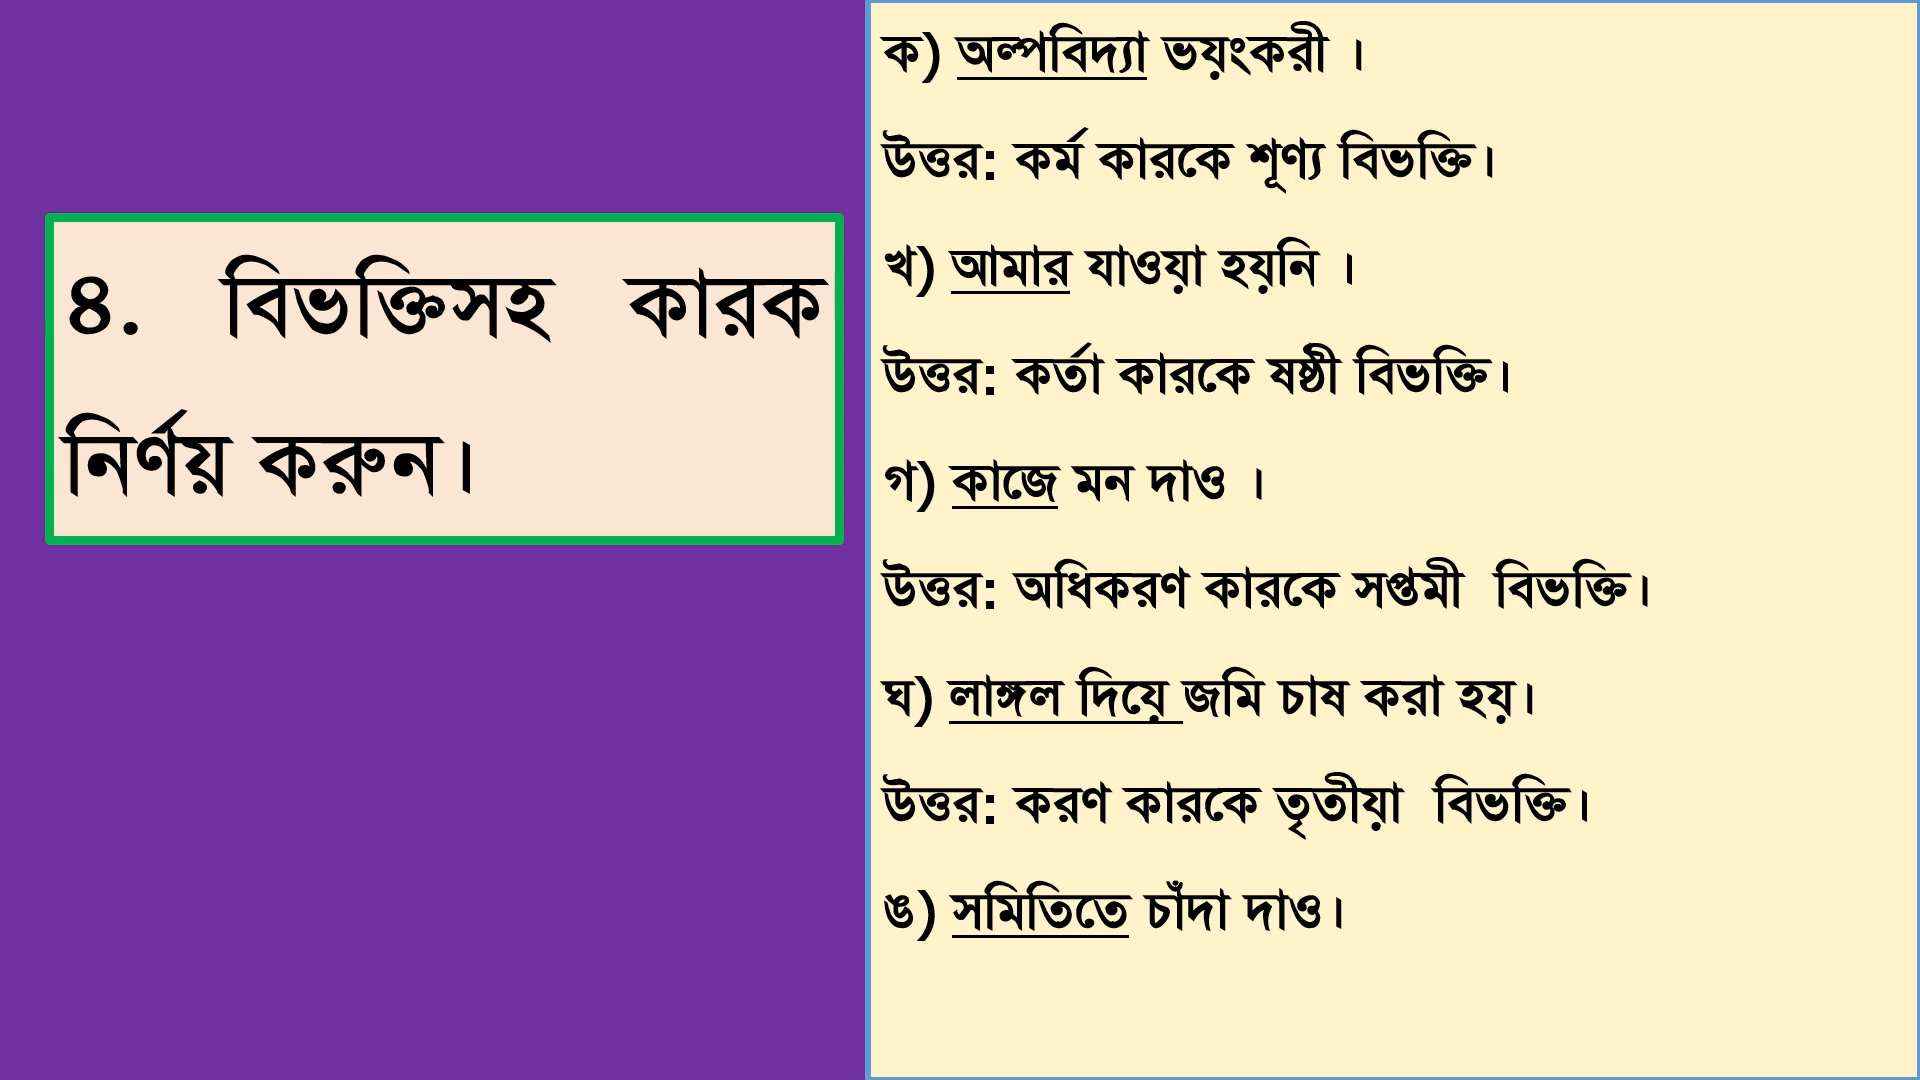 ৪. বিভক্তিসহ কারক
নির্ণয় করুন।
ক) অল্পবিদ্যা ভয়ংকরী ।
উত্তর: কর্ম কারকে শূণ্য বিভক্তি।
খ) আমার যাওয়া হয়নি ।
উত্তর: কর্তা কারকে ষষ্ঠী বিভক্তি।
গ) কাজে মন দাও ।
উত্তর: অধিকরণ কারকে সপ্তমী বিভক্তি।
ঘ) লাঙ্গল দিয়ে জমি চাষ করা হয়।
উত্তর: করণ কারকে তৃতীয়া বিভক্তি।
ঙ) সমিতিতে চাঁদা দাও।